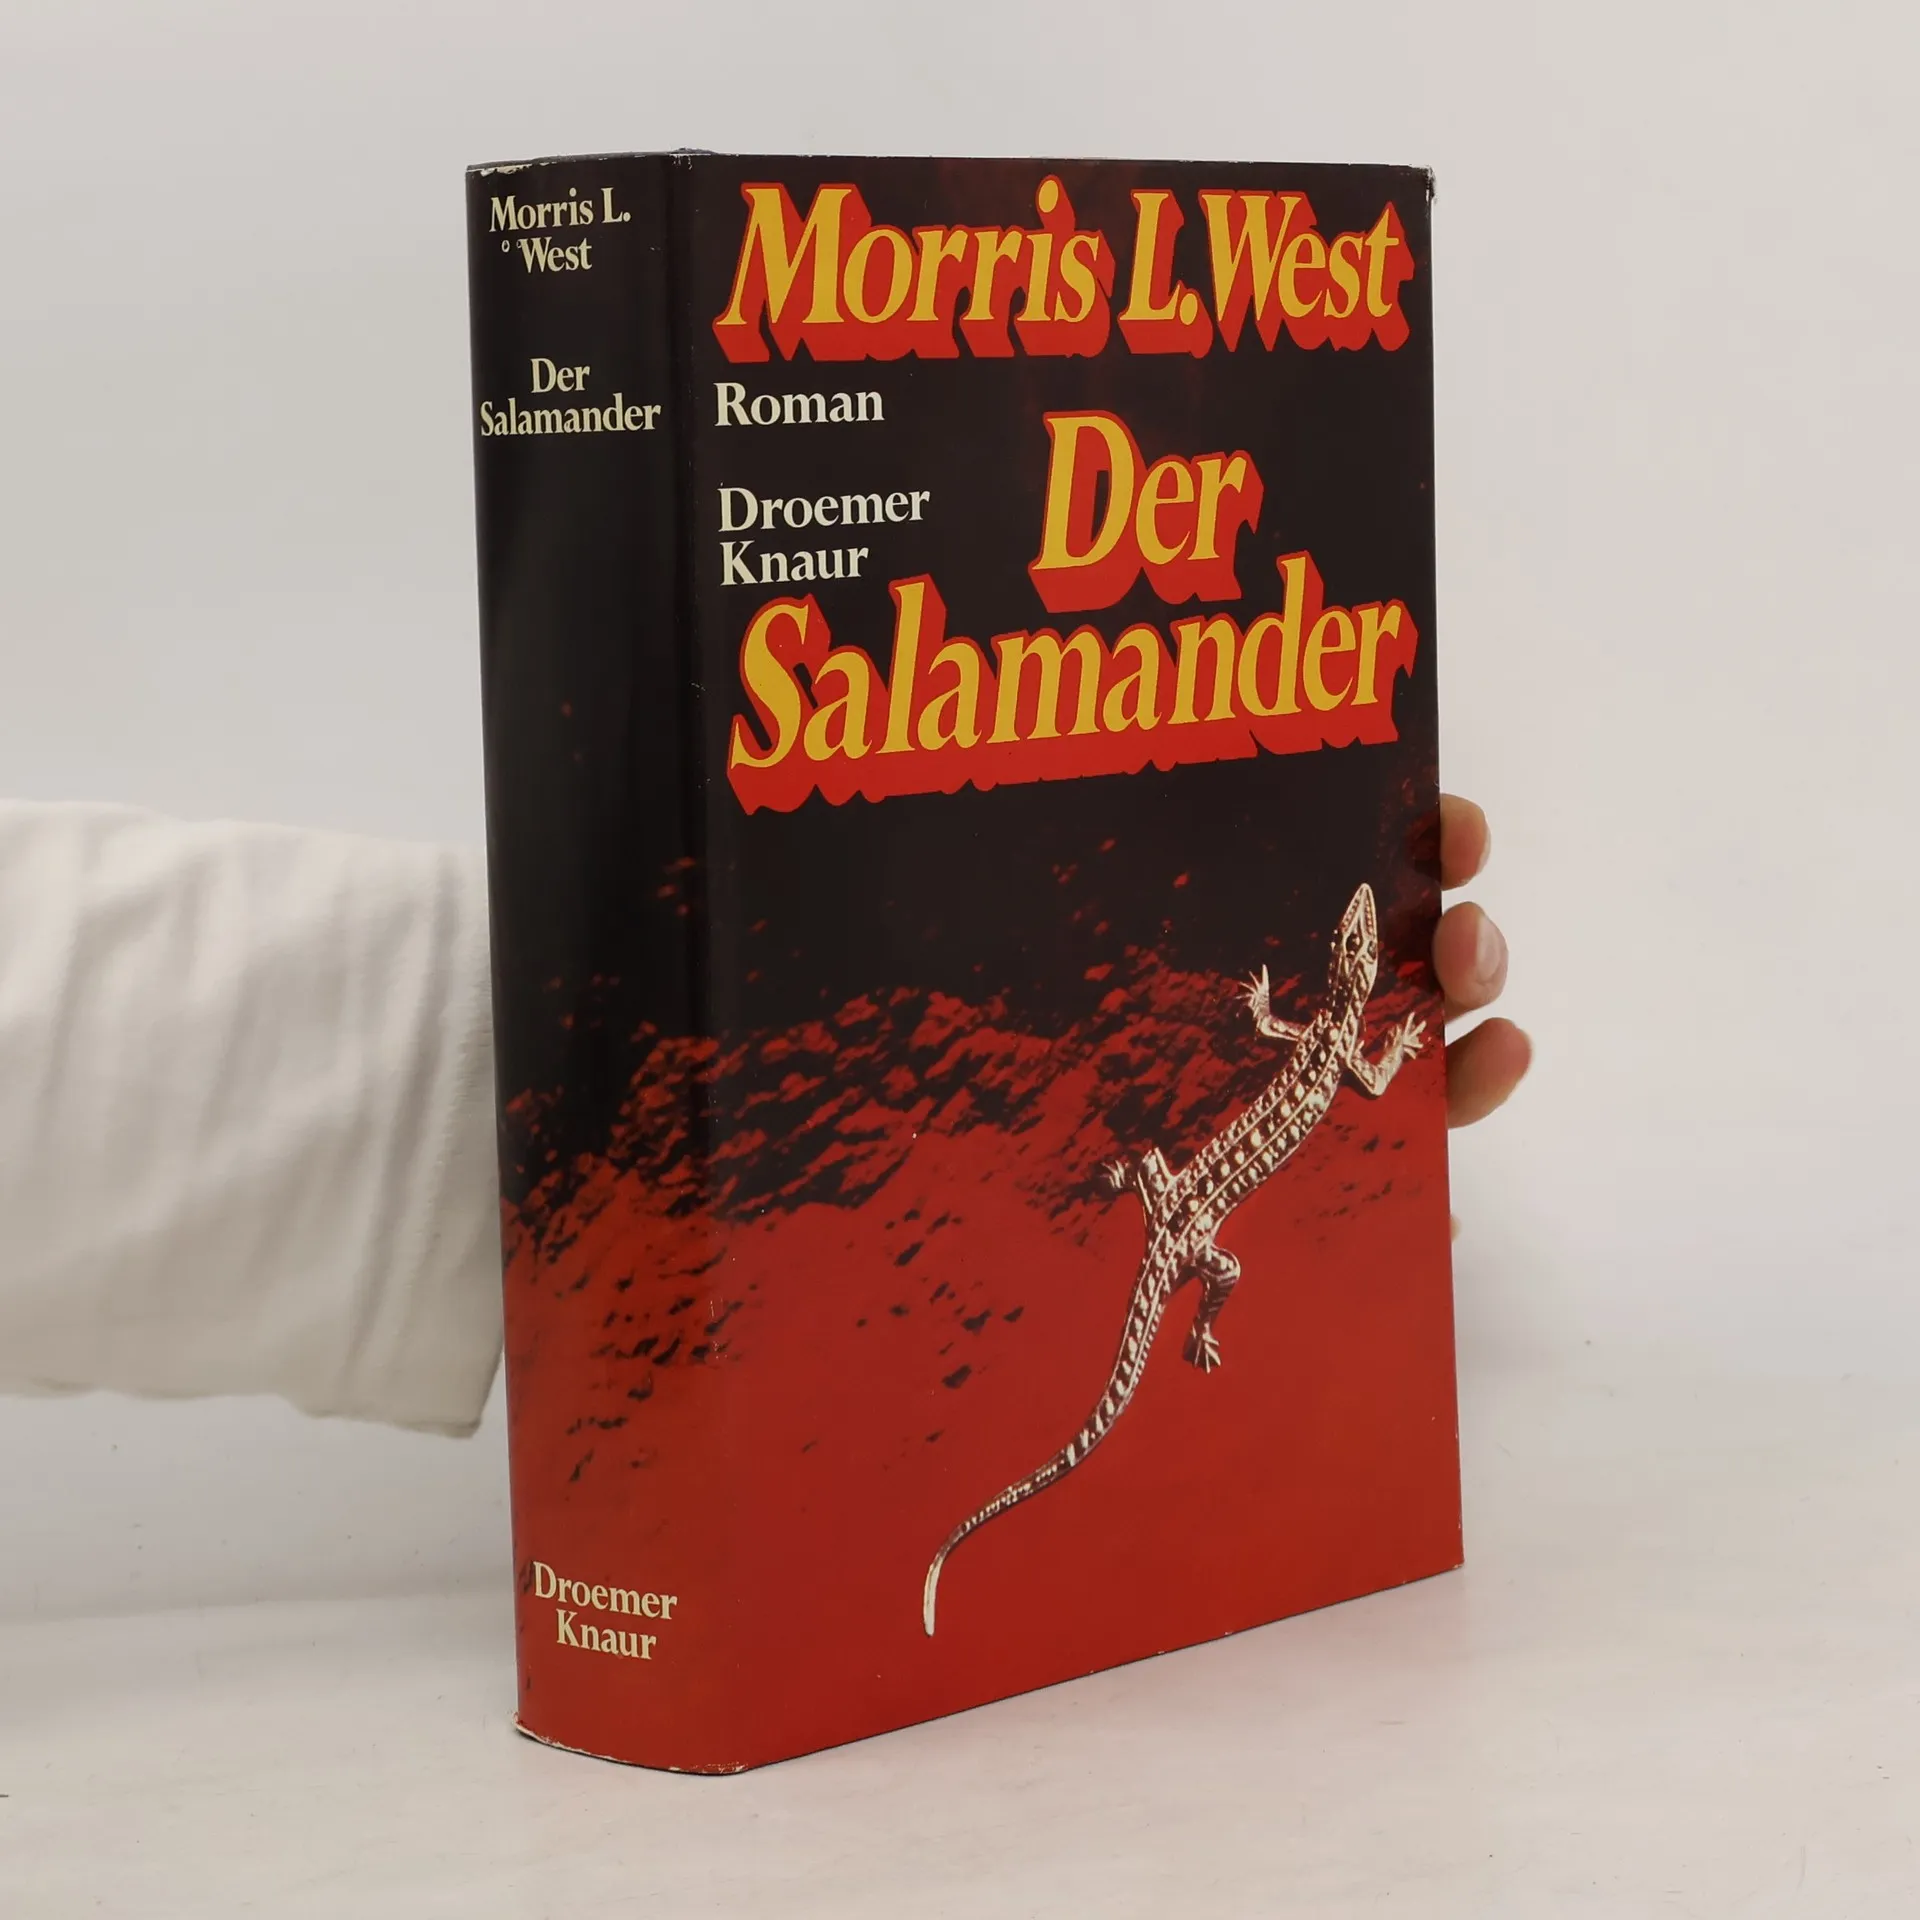 Morris L.
West
Der
Salamander
Droemer
Knaur
Morris L. West
Roman
Droemer
Knaur
Der
Salamander